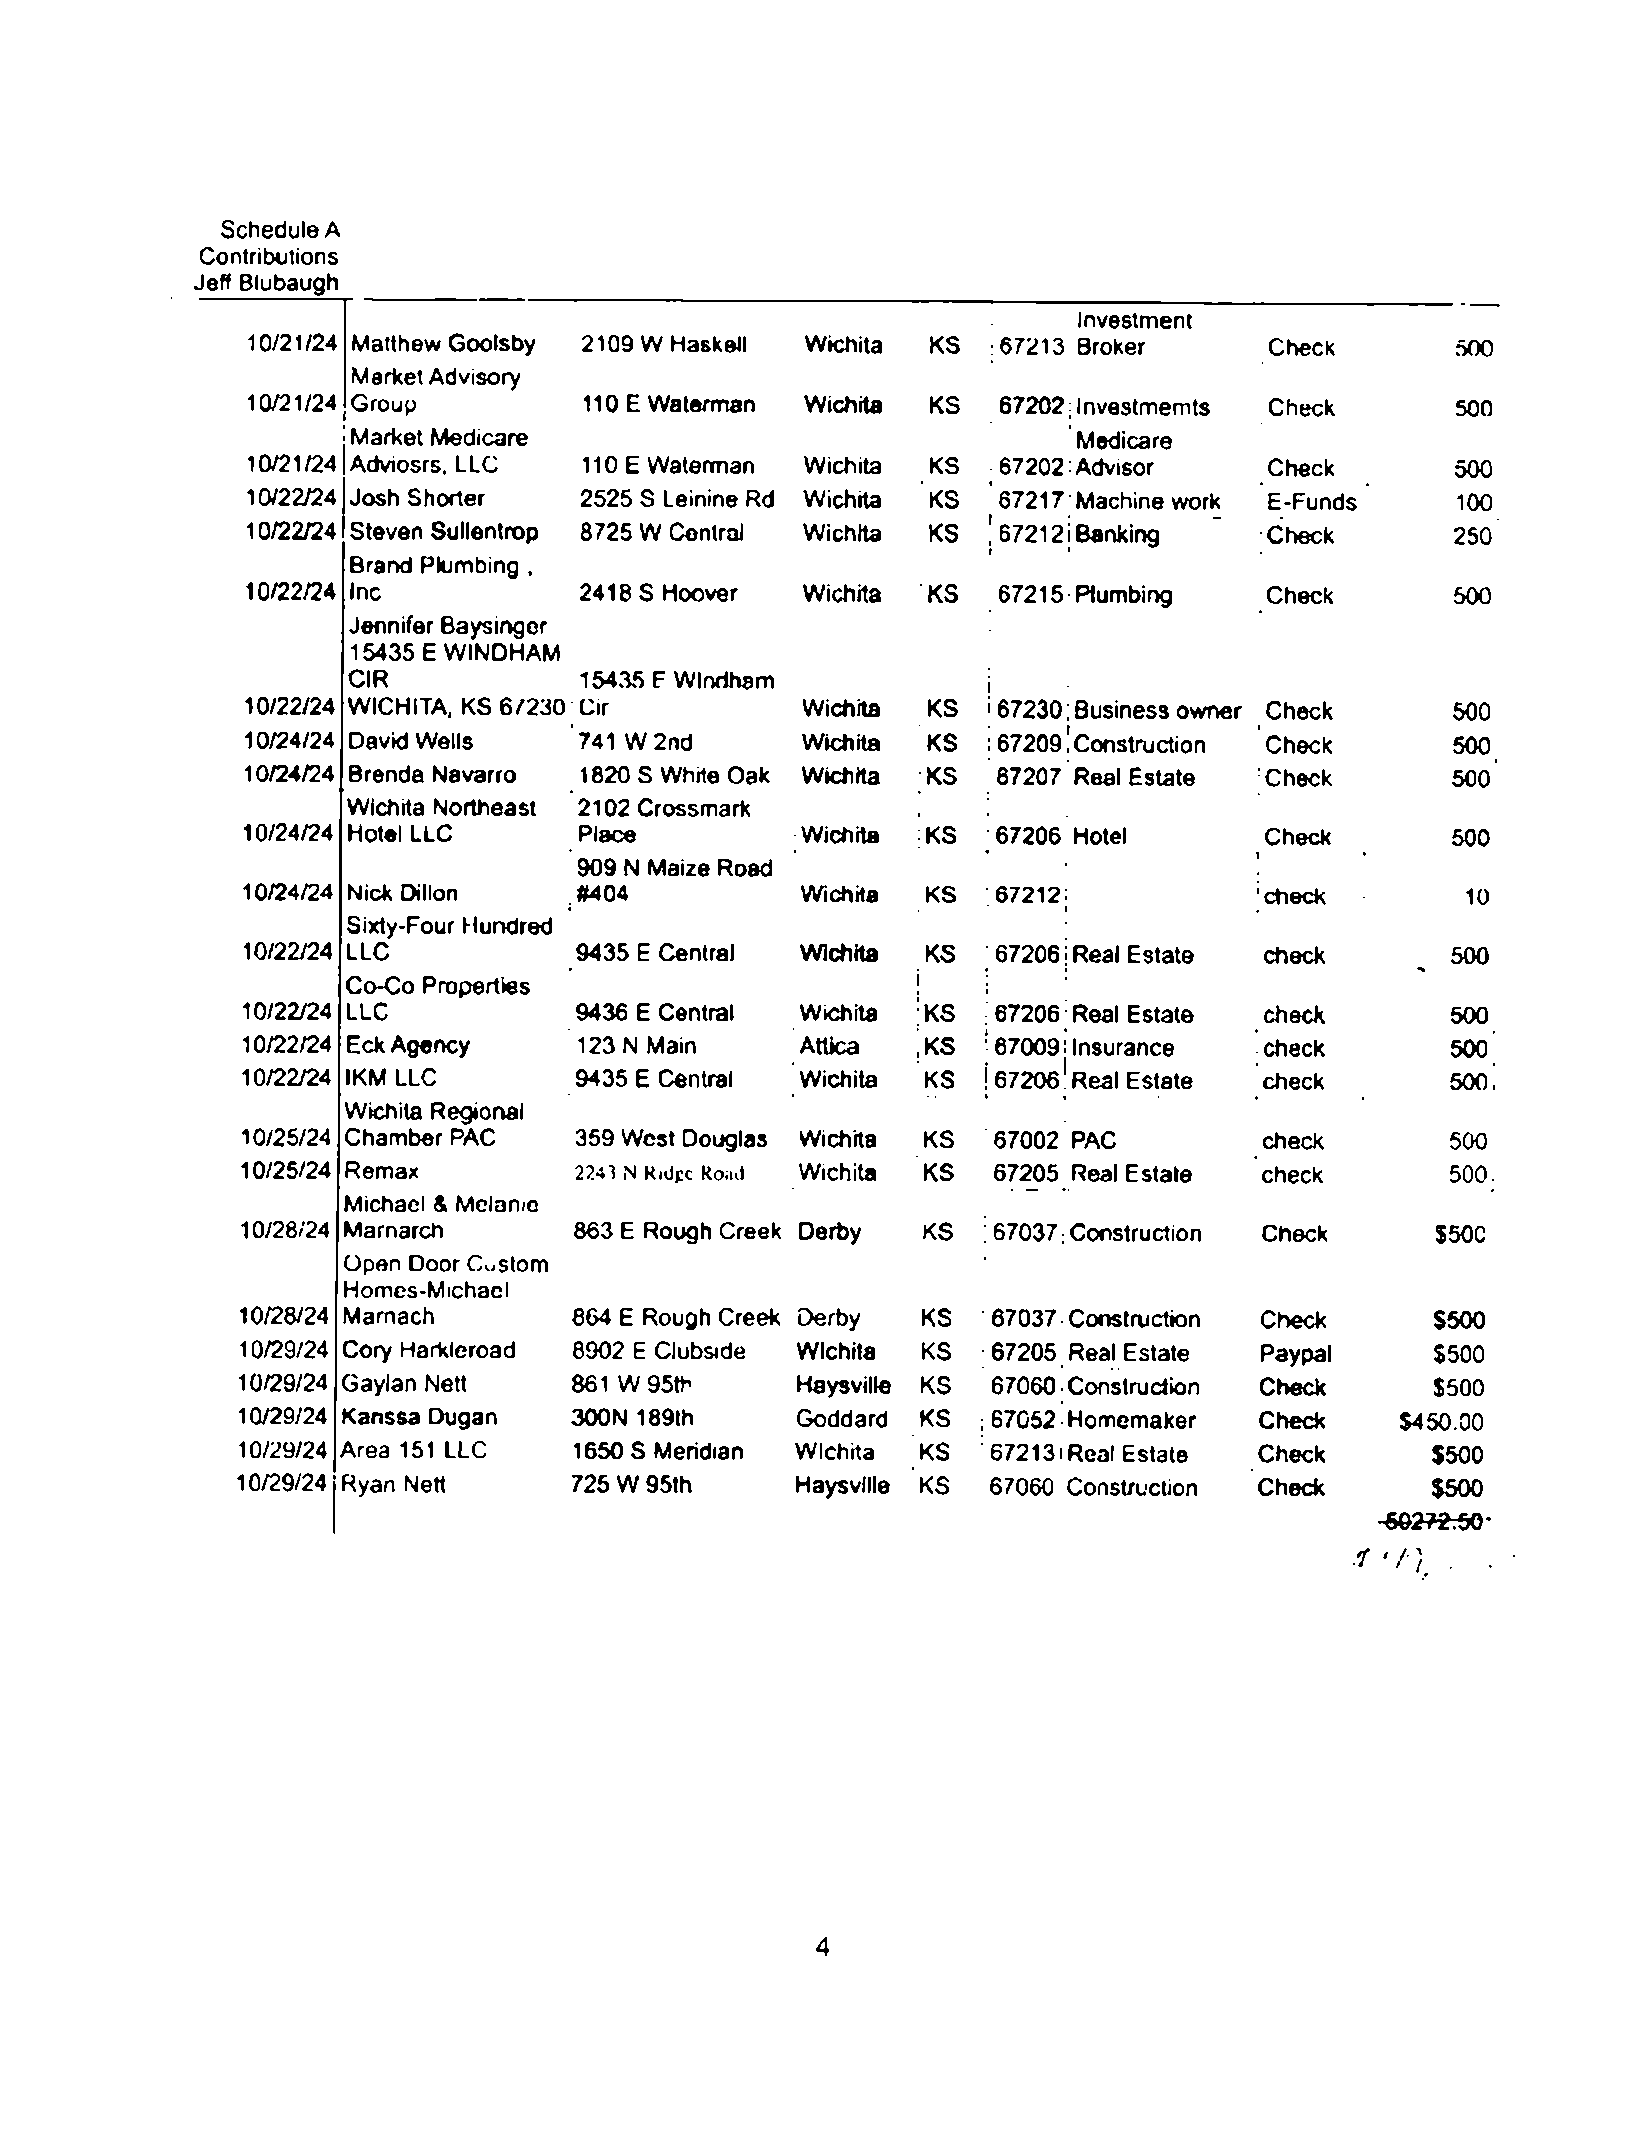 Schedule A
Contributions
Jeff Blubaugh
Investment
10/21/24 Matthew Goolsby 2109 W Haskell Wichita KS 67213 Broker Check 500
Market Advisory
10/21/24 Group 110 E Waterman Wichita KS 67202 Investmemts Check 500
Market Medicare Medicare
10/21/24 Adviosrs, LLC 110 E Waterman Wichita KS 67202 Advisor Check 500
10/22/24 Josh Shorter 2525 S Leinine Rd Wichita KS 67217 Machine work E-Funds 100
10/22/24 Steven Sullentrop 8725 W Central Wichita KS 67212 Banking Check 250
Brand Plumbing ,
10/22/24 Inc 2418 S Hoover Wichita KS 67215 Plumbing Check 500
Jennifer Baysinger
15435 E WINDHAM
CIR 15435 E Windham
10/22/24 WICHITA, KS 67230 Cir Wichita KS 67230 Business owner Check 500
10/24/24 David Wells 741 W 2nd Wichita KS 67209 Construction Check 500
10/24/24 Brenda Navarro 1820 S White Oak Wichita KS 67207 Real Estate Check 500
Wichita Northeast 2102 Crossmark
10/24/24 Hotel LLC Place Wichita KS 67206 Hotel Check 500
909 N Maize Road
10/24/24 Nick Dillon #404 Wichita KS 67212 check 10
Sixty-Four Hundred
10/22/24 LLC 9435 E Central Wichita KS 67206 Real Estate check 500
Co-Co Properties
10/22/24 LLC 9436 E Central Wichita KS 67206 Real Estate check 500
10/22/24 Eck Agency 123 N Main Attica KS 67009 Insurance check 500
10/22/24 IKM LLC 9435 E Central Wichita KS 67206 Real Estate check 500
Wichita Regional
10/25/24 Chamber PAC 359 West Douglas Wichita KS 67002 PAC check 500
10/25/24 Remax 2243 N Ridge Road Wichita KS 67205 Real Estate check 500
Michael & Melanie
10/28/24 Marnarch 863 E Rough Creek Derby KS 67037 Construction Check $500
Open Door Custom
Homes-Michael
10/28/24 Marnach 864 E Rough Creek Derby KS 67037 Construction Check $500
10/29/24 Cory Harkleroad 8902 E Clubside Wichita KS 67205 Real Estate Paypal $500
10/29/24 Gaylan Nett 861 W 95th Haysville KS 67060 Construction Check $500
10/29/24 Kanssa Dugan 300N 189th Goddard KS 67052 Homemaker Check $450.00
10/29/24 Area 151 LLC 1650 S Meridian Wichita KS 67213 Real Estate Check $500
10/29/24 Ryan Nett 725 W 95th Haysville KS 67060 Construction Check $500
60272.50
4